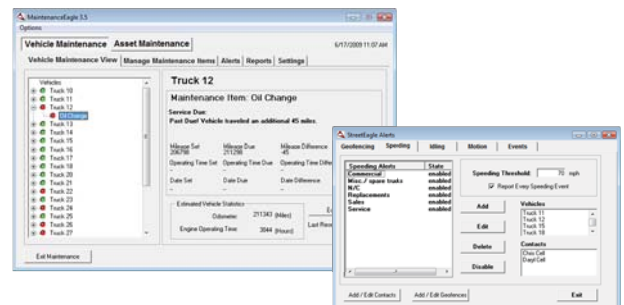 MaintenanceEagle 3.5
Options
Vehicle Maintenance Asset Maintenance
6/17/2009 11:07 AM
Vehicle Maintenance View Manage Maintenance Items Alerts Reports Settings
Vehicles
Truck 10
Truck 11
Truck 12
Oil Change
Truck 13
Truck 14
Truck 15
Truck 16
Truck 17
Truck 18
Truck 19
Truck 20
Truck 21
Truck 22
Truck 23
Truck 24
Truck 25
Truck 26
Truck 27
Exit Maintenance
Truck 12
Maintenance Item: Oil Change
Service Due:
Past Due! Vehicle traveled an additional 45 miles.
Mileage Set Mileage Due Mileage Difference
206798 211298 -45
Operating Time Set Operating Time Due Operating Time Diffe
- - -
Date Set Date Due Date Difference
- - -
Estimated Vehicle Statistics
Odometer: 211343 (Miles)
Engine Operating Time: 3044 (Hours)
Last Rese
StreetEagle Alerts
Geofencing Speeding Idling Motion Events
Speeding Alerts State
Commercial enabled
Misc./ spare trucks enabled
N/C enabled
Replacements enabled
Sales enabled
Service enabled
Speeding Threshold: 75 mph
Report Every Speeding Event
Add
Edit
Delete
Disable
Vehicles
Truck 11
Truck 12
Truck 15
Truck 18
Contacts
Chris Cell
Daryl Cell
Add / Edit Contacts Add / Edit Geofences Exit